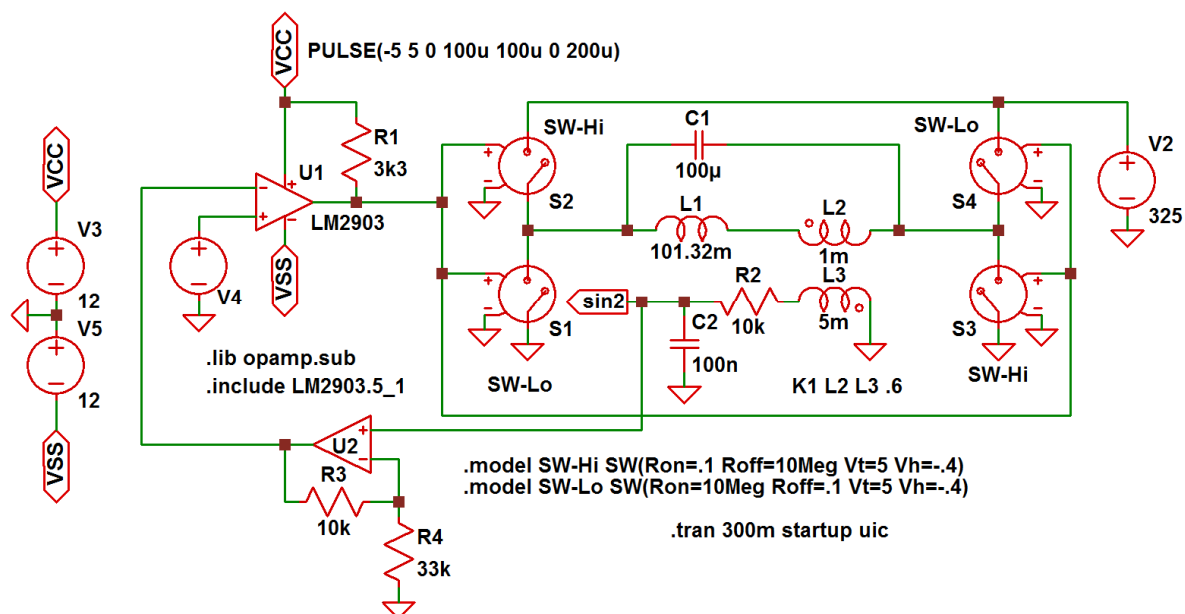 VCC
PULSE(-5 5 0 100u 100u 0 200u)
VCC
V3
12
V5
12
VSS
R1
3k3
U1
LM2903
VSS
V4
.lib opamp.sub
.include LM2903.5_1
SW-Hi
S2
S1
SW-Lo
C1
100µ
L1
101.32m
L2
1m
L3
5m
R2
10k
sin2
C2
100n
K1 L2 L3 .6
SW-Lo
S4
S3
SW-Hi
V2
325
U2
R3
10k
R4
33k
.model SW-Hi SW(Ron=.1 Roff=10Meg Vt=5 Vh=-.4)
.model SW-Lo SW(Ron=10Meg Roff=.1 Vt=5 Vh=-.4)
.tran 300m startup uic